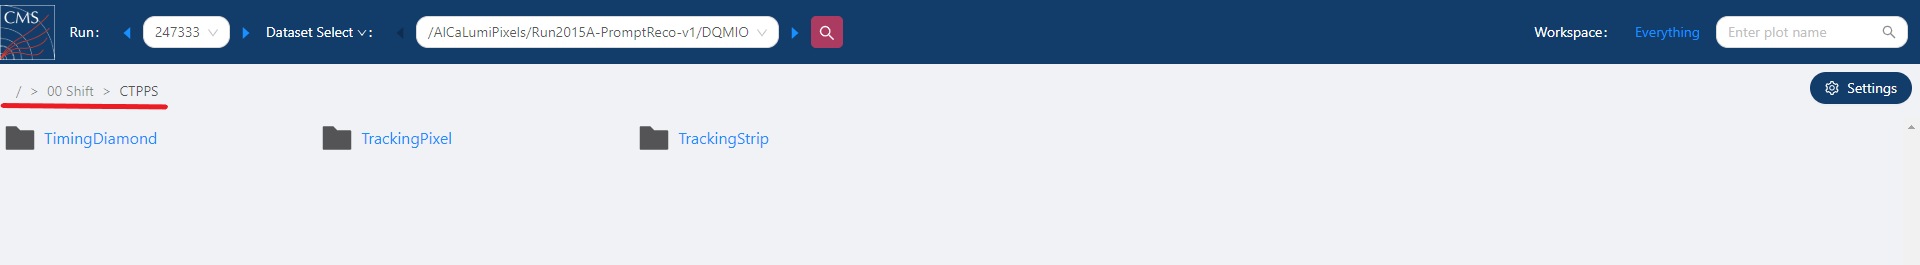 CMS Run: 247333 Dataset Select : /AlCaLumiPixels/Run2015A-PromptReco-v1/DQMIO Workspace: Everything Enter plot name
/ > 00 Shift > CTPPS Settings
TimingDiamond TrackingPixel TrackingStrip